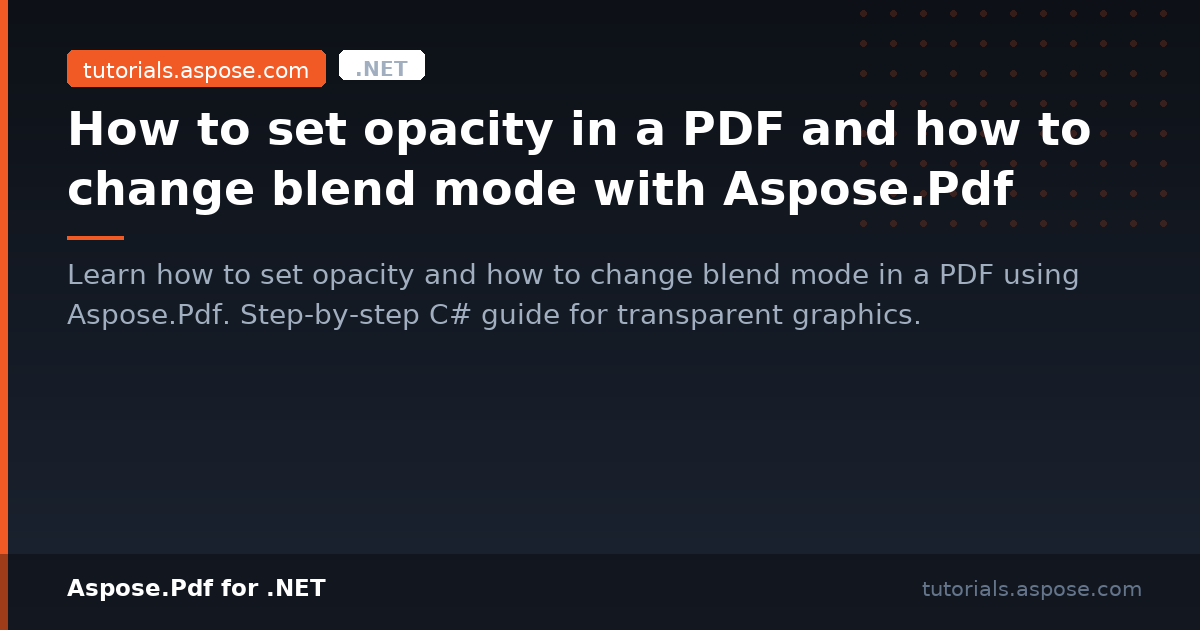 tutorials.aspose.com
.NET
How to set opacity in a PDF and how to
change blend mode with Aspose.Pdf
Learn how to set opacity and how to change blend mode in a PDF using
Aspose.Pdf. Step-by-step C# guide for transparent graphics.
Aspose.Pdf for .NET
tutorials.aspose.com